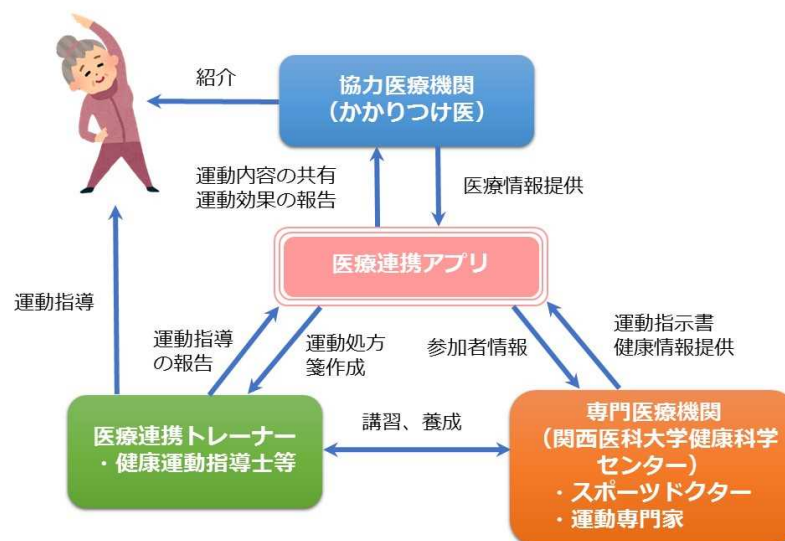 紹介
協力医療機関
（かかりつけ医）
運動内容の共有
運動効果の報告
医療情報提供
医療連携アプリ
運動指導
運動指導
の報告
運動処方
箋作成
参加者情報
運動指示書
健康情報提供
医療連携トレーナー
・健康運動指導士等
講習、養成
専門医療機関
（関西医科大学健康科学
センター）
・スポーツドクター
・運動専門家